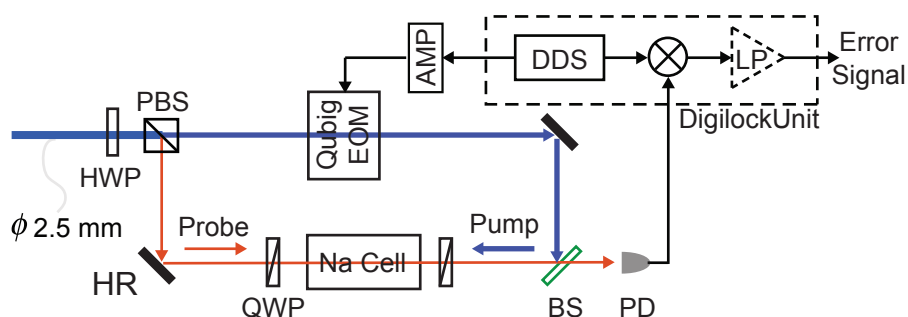 AMP
DDS
LP
Error
Signal
DigilockUnit
PBS
Qubig
EOM
HWP
ϕ 2.5 mm
Probe
Pump
Na Cell
HR
QWP
BS
PD